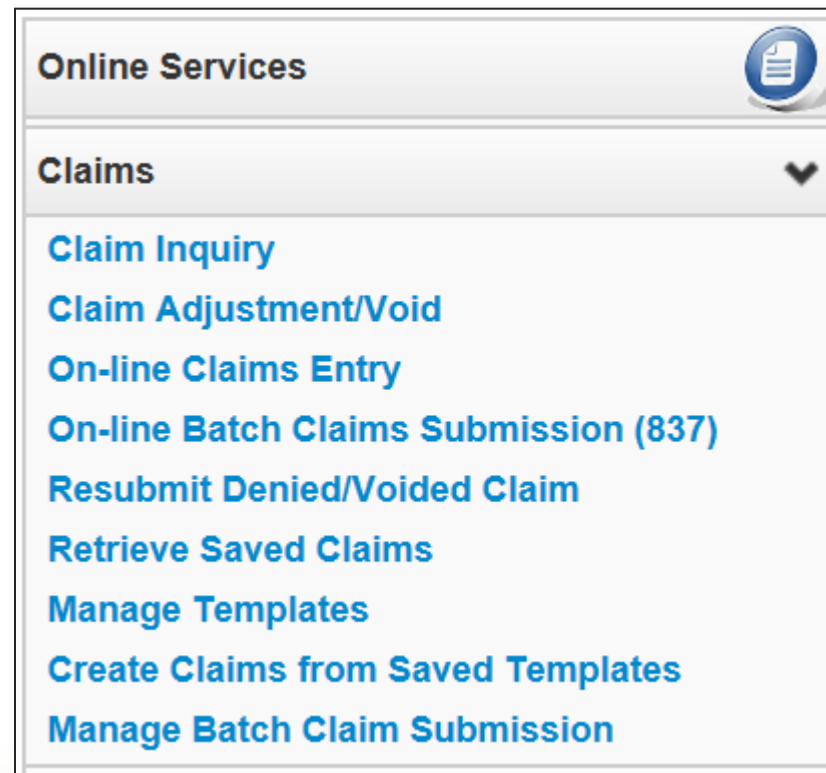 Online Services
Claims
Claim Inquiry
Claim Adjustment/Void
On-line Claims Entry
On-line Batch Claims Submission (837)
Resubmit Denied/Voided Claim
Retrieve Saved Claims
Manage Templates
Create Claims from Saved Templates
Manage Batch Claim Submission